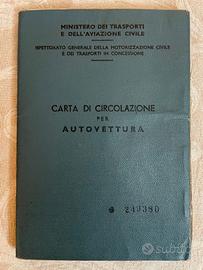 MINISTERO DEI TRASPORTI
E DELL'AVIAZIONE CIVILE
ISPETTORATO GENERALE DELLA MOTORIZZAZIONE CIVILE
E DEI TRASPORTI IN CONCESSIONE
CARTA DI CIRCOLAZIONE
PER
AUTOVETTURA
249380
subito